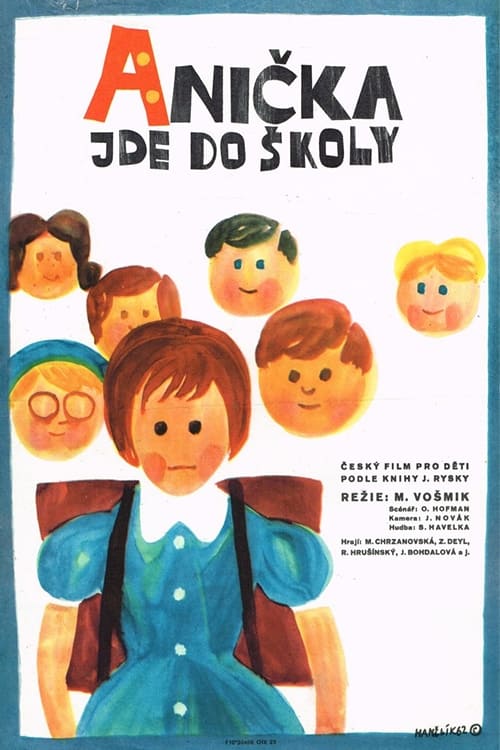 ANIČKA
JDE DO ŠKOLY
ČESKÝ FILM PRO DĚTI
PODLE KNIHY J. RYSKY
REŽIE: M. VOŠMIK
Scénář: O. HOFMAN
Kamera: J. NOVÁK
Hudba: S. HAVELKA
Hrají: M. CHRZANOVSKÁ, Z. DEYL,
R. HRUŠÍNSKÝ, J. BOHDALOVÁ a j.
HANŽLÍK62 ©